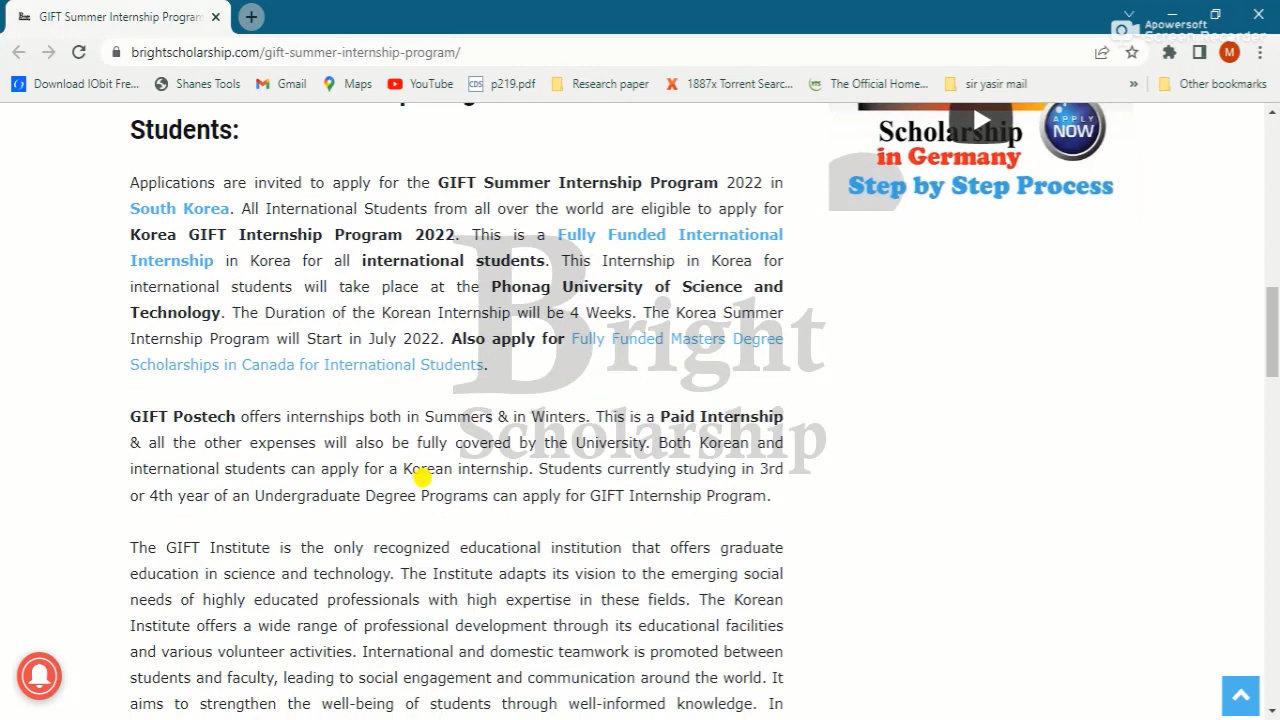 GIFT Summer Internship Program
Apowersoft
Screen Recorder
brightscholarship.com/gift-summer-internship-program/
M
Download IObit Fre...
Shanes Tools
Gmail
Maps
YouTube
CDS
p219.pdf
Research paper
1887x Torrent Searc...
The Official Home...
sir yasir mail
»
Other bookmarks
Students:
Applications are invited to apply for the GIFT Summer Internship Program 2022 in
South Korea. All International Students from all over the world are eligible to apply for
Korea GIFT Internship Program 2022. This is a Fully Funded International
Internship in Korea for all international students. This Internship in Korea for
international students will take place at the Phonag University of Science and
Technology. The Duration of the Korean Internship will be 4 Weeks. The Korea Summer
Internship Program will Start in July 2022. Also apply for Fully Funded Masters Degree
Scholarships in Canada for International Students.
GIFT Postech offers internships both in Summers & in Winters. This is a Paid Internship
& all the other expenses will also be fully covered by the University. Both Korean and
international students can apply for a Korean internship. Students currently studying in 3rd
or 4th year of an Undergraduate Degree Programs can apply for GIFT Internship Program.
The GIFT Institute is the only recognized educational institution that offers graduate
education in science and technology. The Institute adapts its vision to the emerging social
needs of highly educated professionals with high expertise in these fields. The Korean
Institute offers a wide range of professional development through its educational facilities
and various volunteer activities. International and domestic teamwork is promoted between
students and faculty, leading to social engagement and communication around the world. It
aims to strengthen the well-being of students through well-informed knowledge. In
Bright
Scholarship
Scholarship
in Germany
Step by Step Process
APPLY
NOW